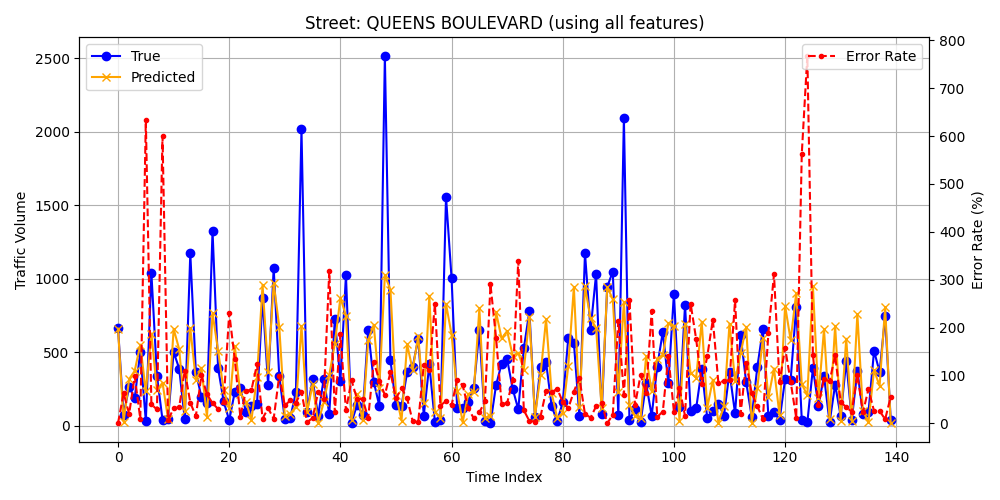 Street: QUEENS BOULEVARD (using all features)
True
Predicted
Error Rate
Traffic Volume
2500
2000
1500
1000
500
0
Error Rate (%)
800
700
600
500
400
300
200
100
0
0 20 40 60 80 100 120 140
Time Index